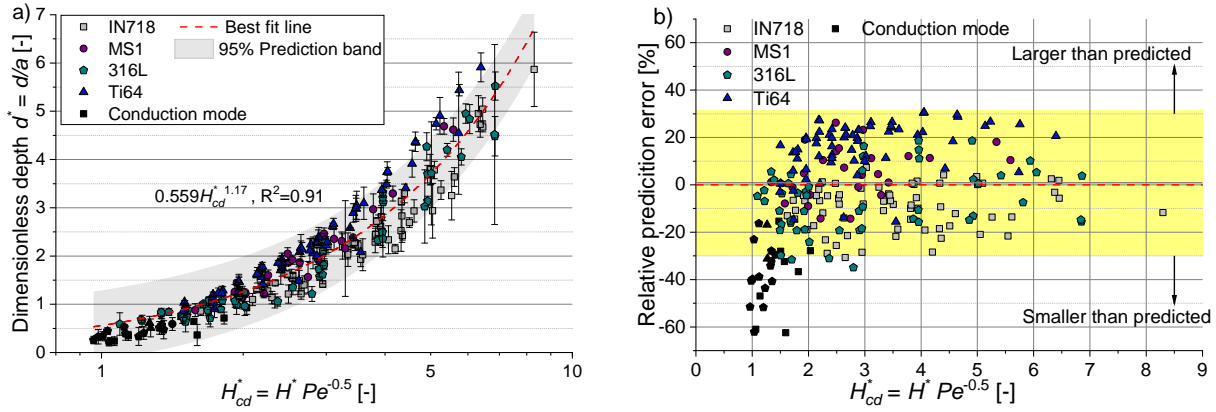 a)
IN718
MS1
316L
Ti64
Conduction mode
Best fit line
95% Prediction band
0.559H*cd^1.17, R²=0.91
Dimensionless depth d* = d/a [-]
7
6
5
4
3
2
1
0
1
10
5
H*cd = H* Pe^-0.5 [-]
b)
IN718
MS1
316L
Ti64
Conduction mode
Larger than predicted
Smaller than predicted
Relative predicition error [%]
60
40
20
0
-20
-40
-60
0 1 2 3 4 5 6 7 8 9
H*cd = H* Pe^-0.5 [-]